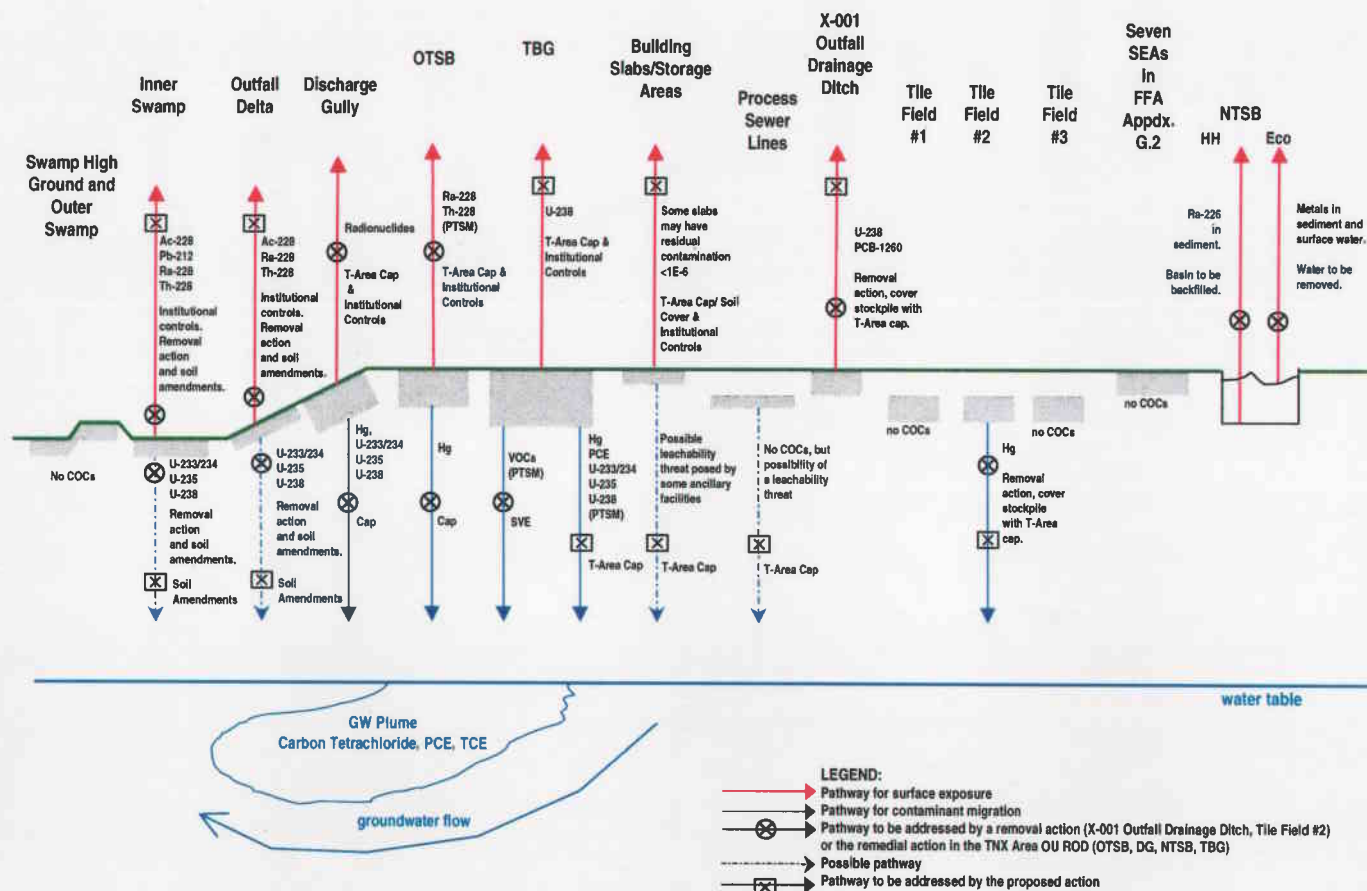 Swamp High
Ground and
Outer
Swamp
Inner
Swamp
Outfall
Delta
Discharge
Gully
OTSB
TBG
Building
Slabs/Storage
Areas
Process
Sewer
Lines
X-001
Outfall
Drainage
Ditch
Tile
Field
#1
Tile
Field
#2
Tile
Field
#3
Seven
SEAs
in
FFA
Appdx.
G.2
NTSB
HH
Eco
Ac-228
Pb-212
Ra-228
Th-228
Institutional
controls.
Removal
action
and soil
amendments.
Ac-228
Ra-228
Th-228
Institutional
controls.
Removal
action
and soil
amendments.
Radionuclides
T-Area Cap
&
Institutional
Controls
Ra-228
Th-228
(PTSM)
T-Area Cap &
Institutional
Controls
U-238
T-Area Cap &
Institutional
Controls
Some slabs
may have
residual
contamination
<1E-6
T-Area Cap/ Soil
Cover &
Institutional
Controls
U-238
PCB-1260
Removal
action, cover
stockpile with
T-Area cap.
Ra-226
in
sediment.
Basin to be
backfilled.
Metals in
sediment and
surface water.
Water to be
removed.
No COCs
U-233/234
U-235
U-238
Removal
action
and soil
amendments.
Soil
Amendments
U-233/234
U-235
U-238
Removal
action
and soil
amendments.
Soil
Amendments
Hg,
U-233/234
U-235
U-238
Cap
Hg
Cap
VOCs
(PTSM)
SVE
Hg
PCE
U-233/234
U-235
U-238
(PTSM)
T-Area Cap
Possible
leachability
threat posed by
some ancillary
facilities
T-Area Cap
No COCs, but
possibility of
a leachability
threat
T-Area Cap
no COCs
Hg
Removal
action, cover
stockpile
with T-Area
cap.
no COCs
no COCs
water table
GW Plume
Carbon Tetrachloride, PCE, TCE
groundwater flow
LEGEND:
Pathway for surface exposure
Pathway for contaminant migration
Pathway to be addressed by a removal action (X-001 Outfall Drainage Ditch, Tile Field #2)
or the remedial action in the TNX Area OU ROD (OTSB, DG, NTSB, TBG)
Possible pathway
Pathway to be addressed by the proposed action